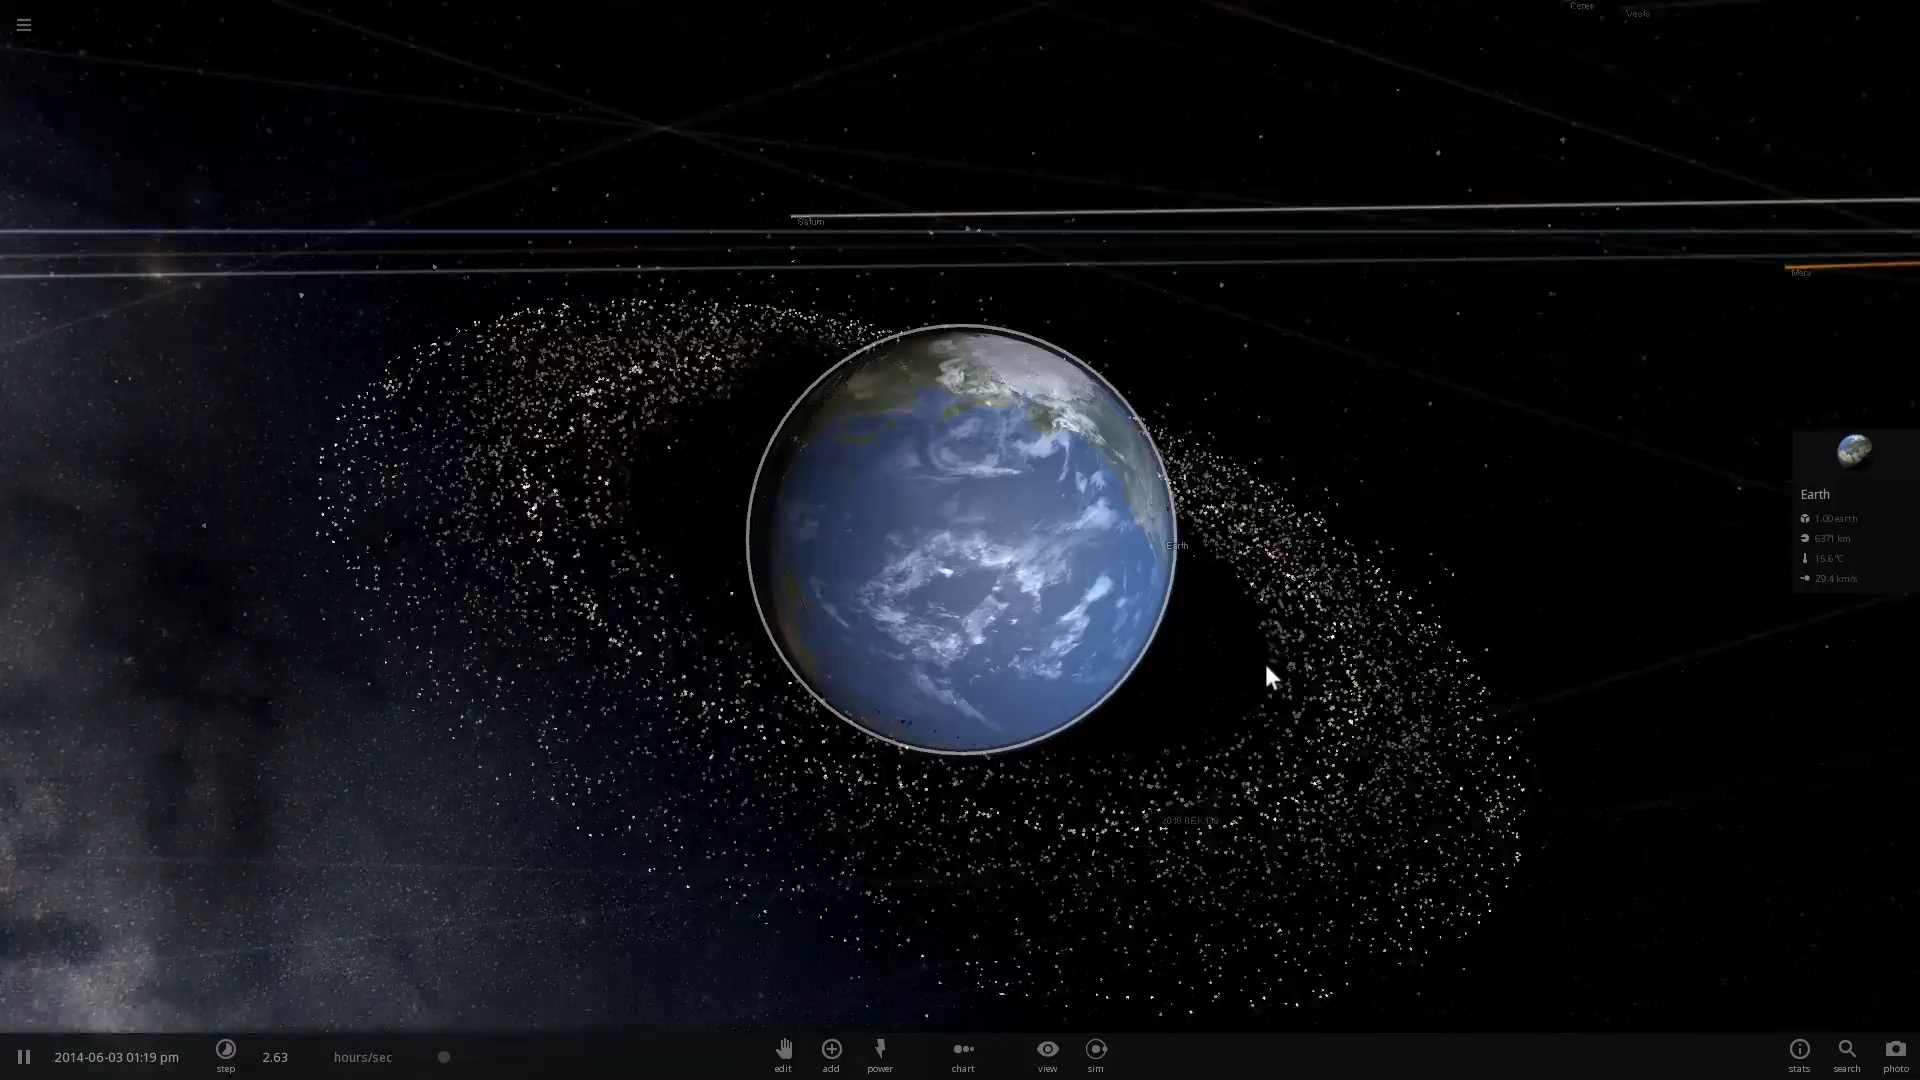 Ceres
Vesta
Saturn
Mars
Earth
Earth
1.00 earth
6371 km
15.6 °C
29.4 km/s
2014-06-03 01:19 pm
step
2.63
hours/sec
edit
add
power
chart
view
sim
stats
search
photo